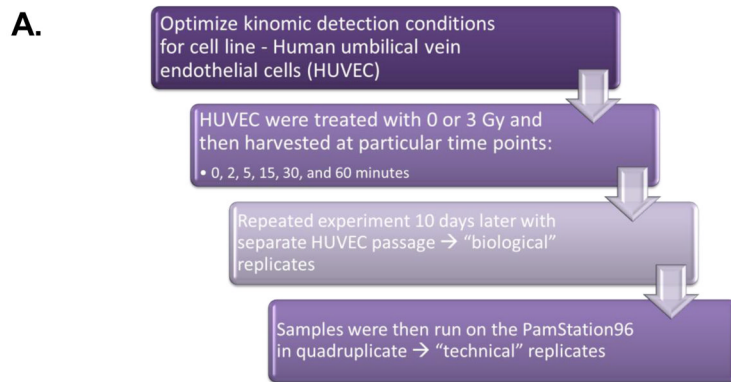 A.
Optimize kinomic detection conditions
for cell line - Human umbilical vein
endothelial cells (HUVEC)
HUVEC were treated with 0 or 3 Gy and
then harvested at particular time points:
• 0, 2, 5, 15, 30, and 60 minutes
Repeated experiment 10 days later with
separate HUVEC passage → “biological”
replicates
Samples were then run on the PamStation96
in quadruplicate → “technical” replicates